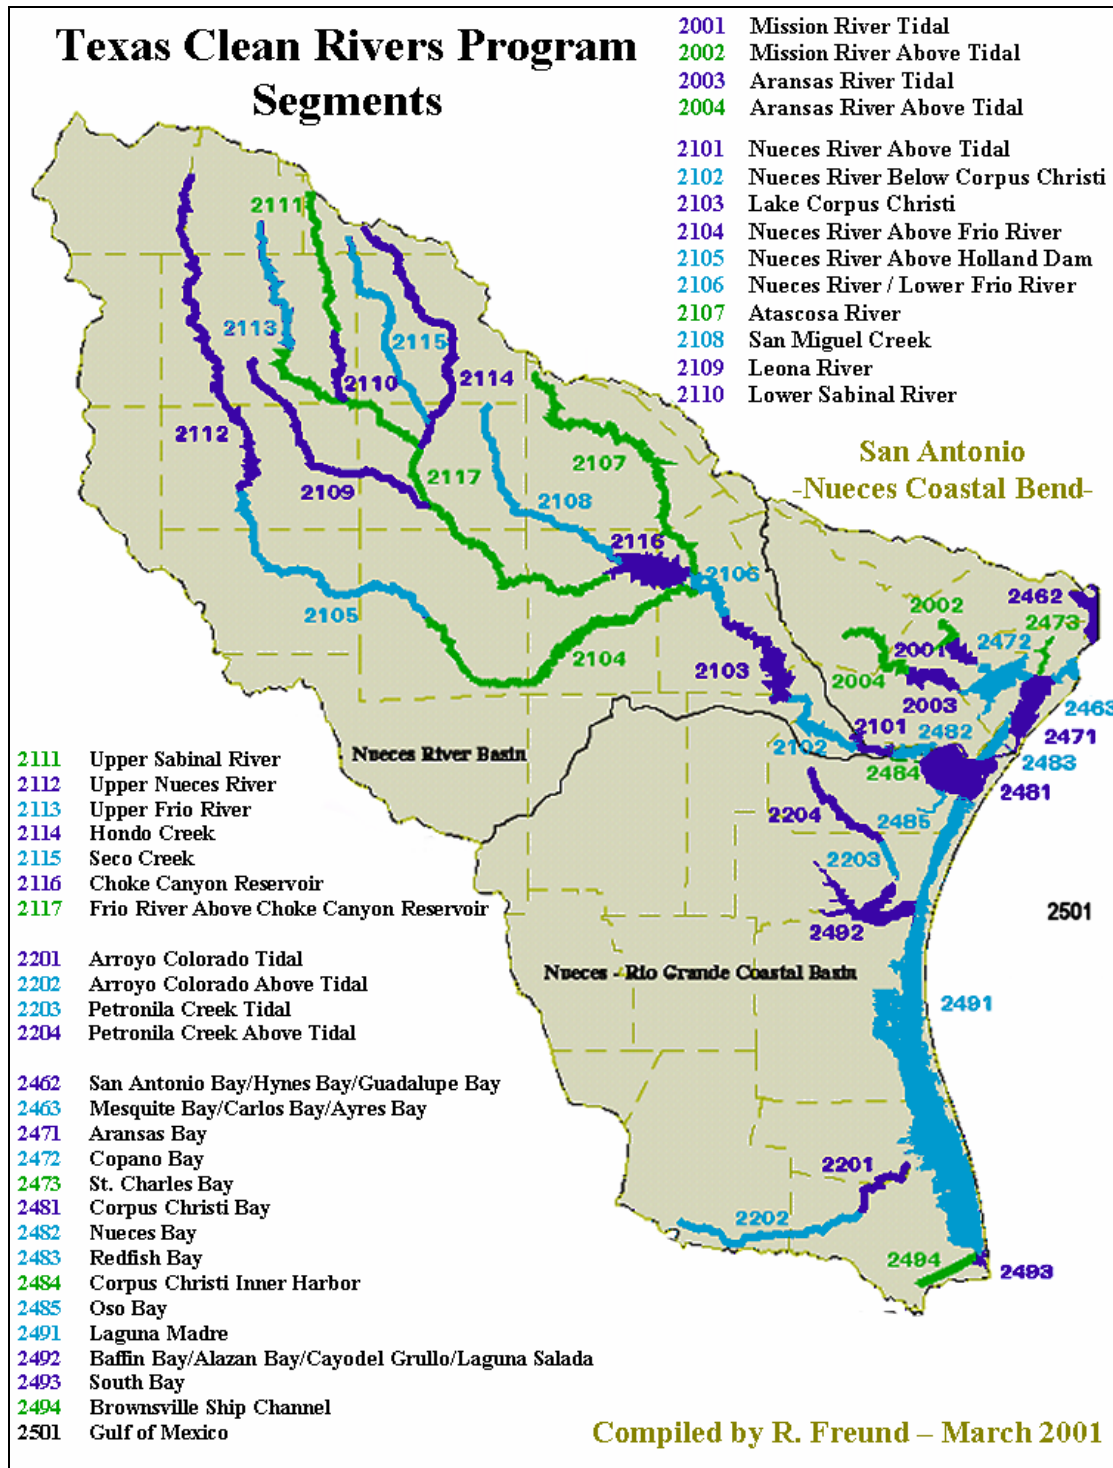 Texas Clean Rivers Program
Segments
2001 Mission River Tidal
2002 Mission River Above Tidal
2003 Aransas River Tidal
2004 Aransas River Above Tidal
2101 Nueces River Above Tidal
2102 Nueces River Below Corpus Christi
2103 Lake Corpus Christi
2104 Nueces River Above Frio River
2105 Nueces River Above Holland Dam
2106 Nueces River / Lower Frio River
2107 Atascosa River
2108 San Miguel Creek
2109 Leona River
2110 Lower Sabinal River
San Antonio
-Nueces Coastal Bend-
2111
2113
2115
2110
2114
2112
2107
2117
2109
2108
2116
2106
2105
2104
2103
2462
2002
2473
2001
2472
2004
2003
2463
2101
2482
2471
2102
2484
2483
2481
2204
2485
2203
2492
2501
2491
2201
2202
2494
2493
Nueces River Basin
Nueces - Rio Grande Coastal Basin
2111 Upper Sabinal River
2112 Upper Nueces River
2113 Upper Frio River
2114 Hondo Creek
2115 Seco Creek
2116 Choke Canyon Reservoir
2117 Frio River Above Choke Canyon Reservoir
2201 Arroyo Colorado Tidal
2202 Arroyo Colorado Above Tidal
2203 Petronila Creek Tidal
2204 Petronila Creek Above Tidal
2462 San Antonio Bay/Hynes Bay/Guadalupe Bay
2463 Mesquite Bay/Carlos Bay/Ayres Bay
2471 Aransas Bay
2472 Copano Bay
2473 St. Charles Bay
2481 Corpus Christi Bay
2482 Nueces Bay
2483 Redfish Bay
2484 Corpus Christi Inner Harbor
2485 Oso Bay
2491 Laguna Madre
2492 Baffin Bay/Alazan Bay/Cayodel Grullo/Laguna Salada
2493 South Bay
2494 Brownsville Ship Channel
2501 Gulf of Mexico
Compiled by R. Freund – March 2001